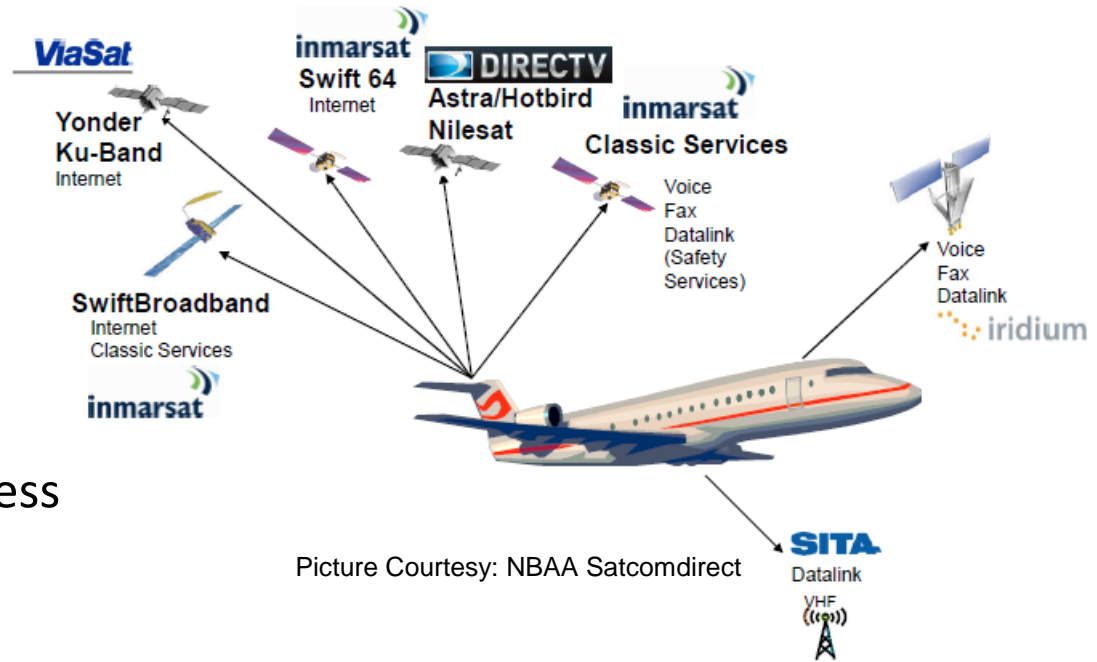 ViaSat
Yonder
Ku-Band
Internet
inmarsat
Swift 64
Internet
DIRECTV
Astra/Hotbird
Nilesat
inmarsat
Classic Services
Voice
Fax
Datalink
(Safety
Services)
Voice
Fax
Datalink
iridium
SwiftBroadband
Internet
Classic Services
inmarsat
ess
Picture Courtesy: NBAA Satcomdirect
SITA
Datalink
VHF